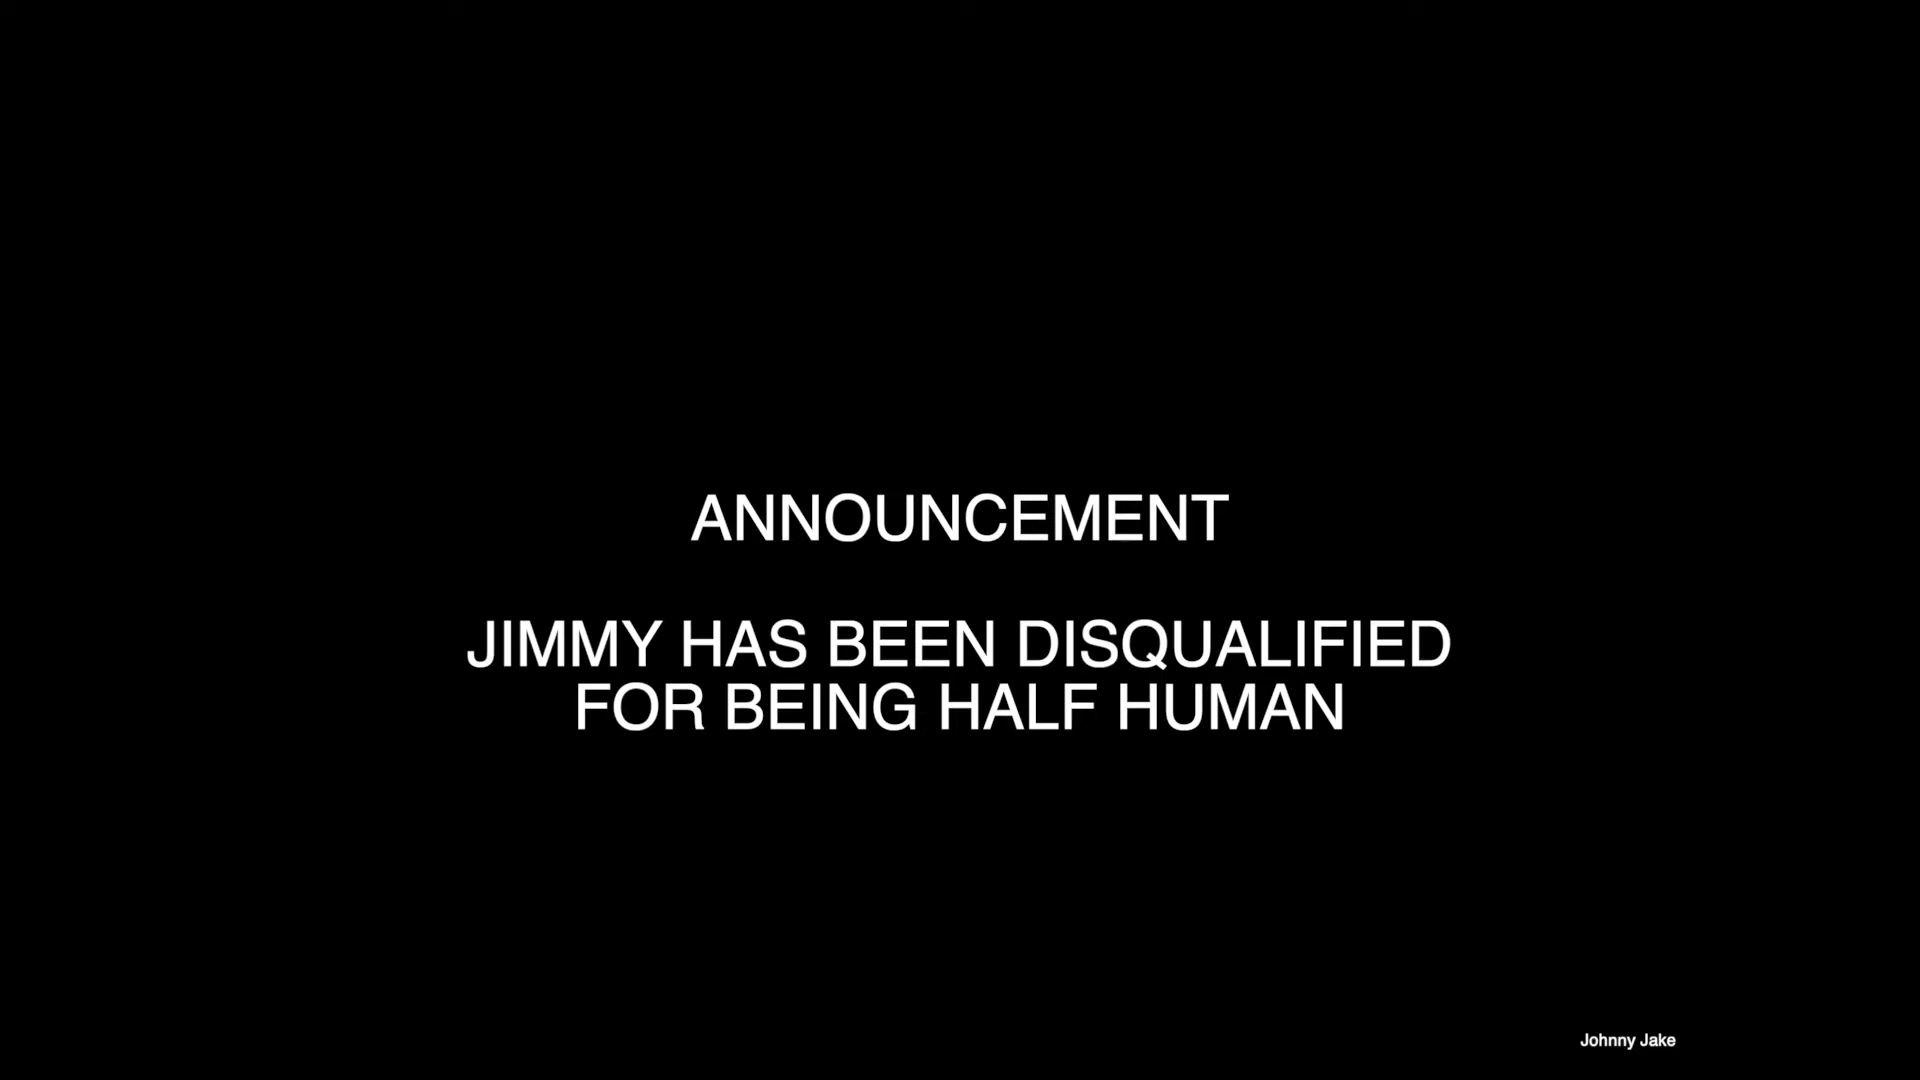 ANNOUNCEMENT
JIMMY HAS BEEN DISQUALIFIED
FOR BEING HALF HUMAN
Johnny Jake